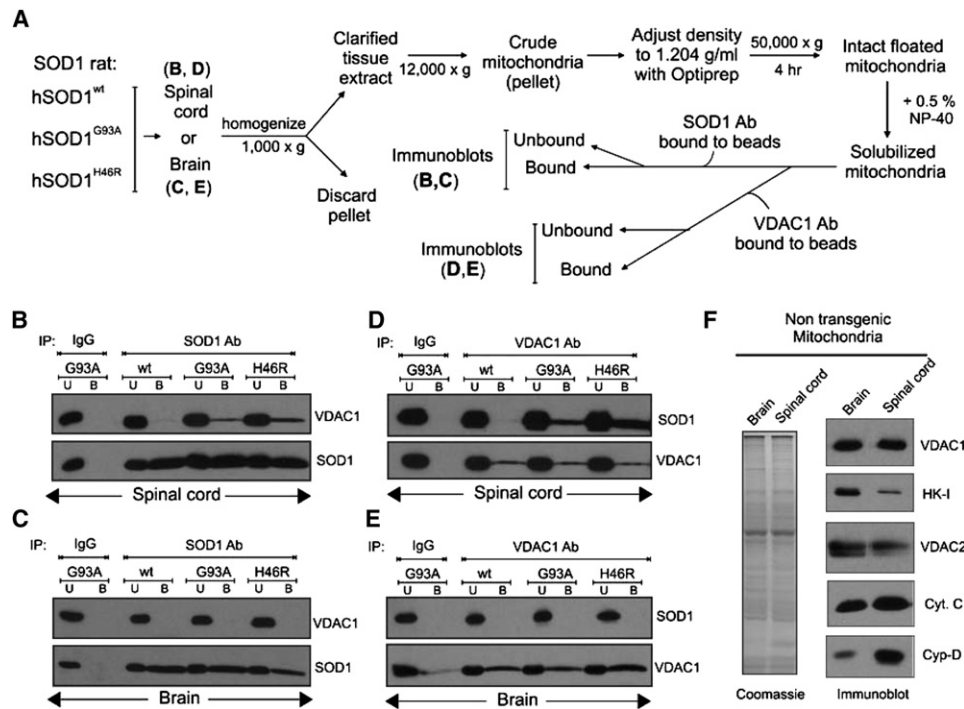 A
SOD1 rat:
hSOD1wt
hSOD1G93A
hSOD1H46R
(B, D)
Spinal
cord
or
Brain
(C, E)
homogenize
1,000 x g
Clarified
tissue
extract
Discard
pellet
12,000 x g
Crude
mitochondria
(pellet)
Adjust density
to 1.204 g/ml
with Optiprep
50,000 x g
4 hr
Intact floated
mitochondria
+ 0.5 %
NP-40
Solubilized
mitochondria
SOD1 Ab
bound to beads
Unbound
Bound
Immunoblots
(B,C)
VDAC1 Ab
bound to beads
Unbound
Bound
Immunoblots
(D,E)
B
IP: IgG SOD1 Ab
G93A wt G93A H46R
U B U B U B U B
VDAC1
SOD1
Spinal cord
C
IP: IgG SOD1 Ab
G93A wt G93A H46R
U B U B U B U B
VDAC1
SOD1
Brain
D
IP: IgG VDAC1 Ab
G93A wt G93A H46R
U B U B U B U B
SOD1
VDAC1
Spinal cord
E
IP: IgG VDAC1 Ab
G93A wt G93A H46R
U B U B U B U B
SOD1
VDAC1
Brain
F
Non transgenic
Mitochondria
Brain Spinal cord
Brain Spinal cord
VDAC1
HK-I
VDAC2
Cyt. C
Cyp-D
Coomassie Immunoblot